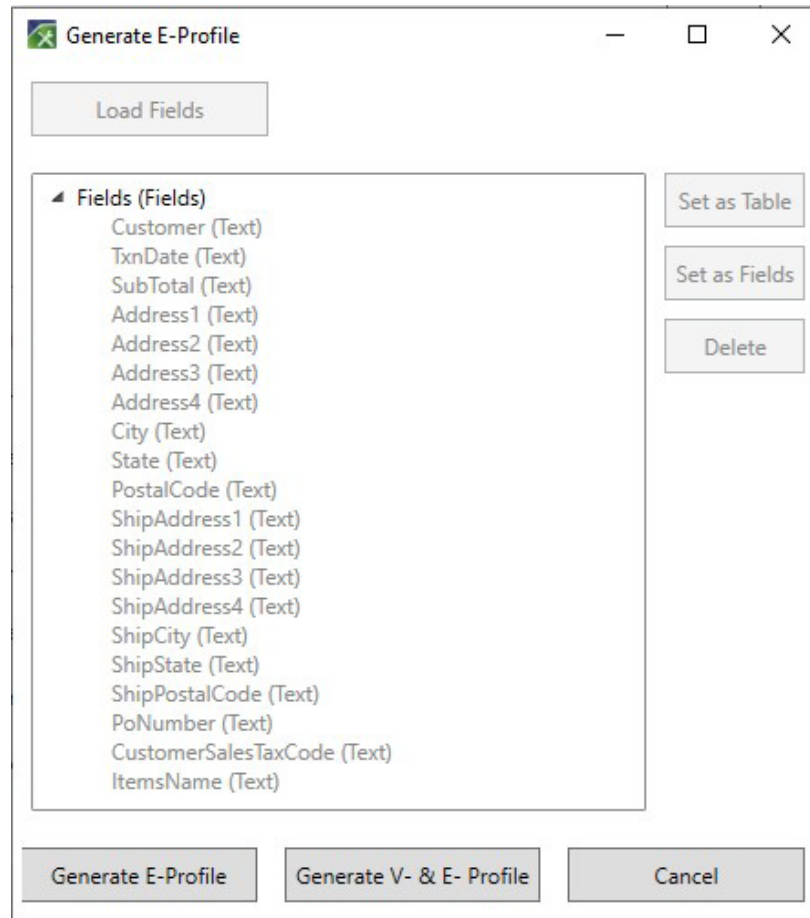 Generate E-Profile
Load Fields
Fields (Fields)
Customer (Text)
TxnDate (Text)
SubTotal (Text)
Address1 (Text)
Address2 (Text)
Address3 (Text)
Address4 (Text)
City (Text)
State (Text)
PostalCode (Text)
ShipAddress1 (Text)
ShipAddress2 (Text)
ShipAddress3 (Text)
ShipAddress4 (Text)
ShipCity (Text)
ShipState (Text)
ShipPostalCode (Text)
PoNumber (Text)
CustomerSalesTaxCode (Text)
ItemsName (Text)
Set as Table
Set as Fields
Delete
Generate E-Profile
Generate V- & E- Profile
Cancel